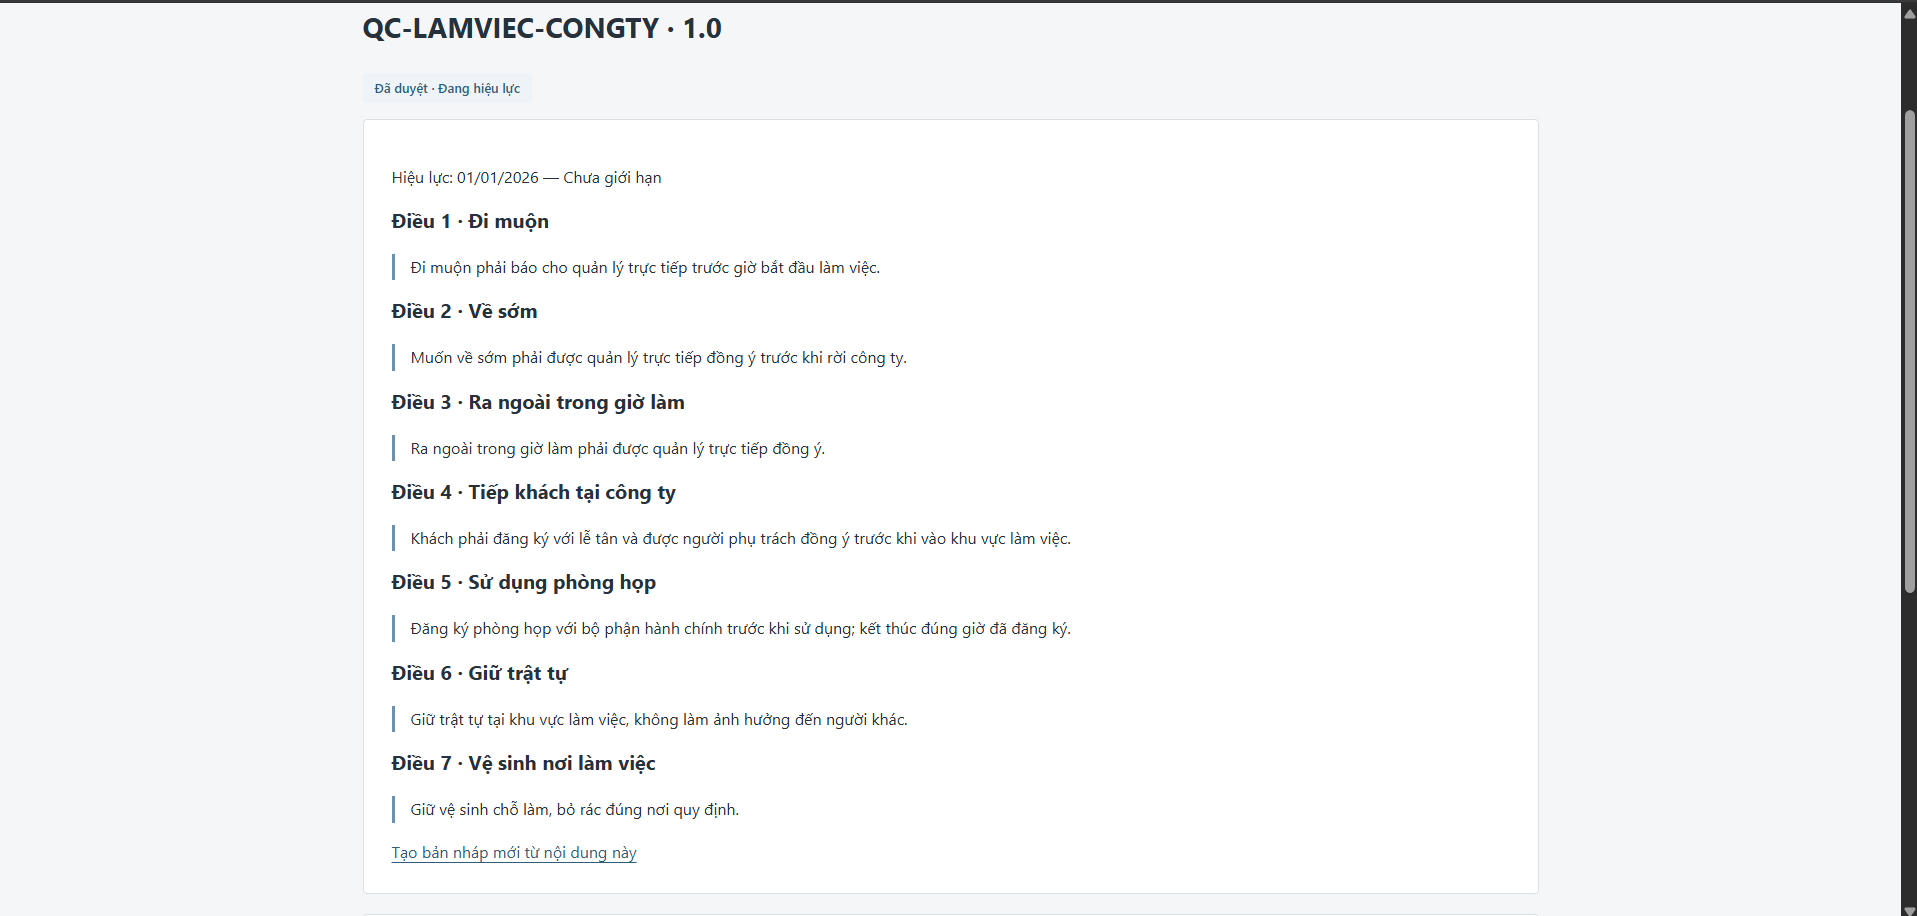 QC-LAMVIEC-CONGTY · 1.0
Đã duyệt · Đang hiệu lực
Hiệu lực: 01/01/2026 — Chưa giới hạn
Điều 1 · Đi muộn
Đi muộn phải báo cho quản lý trực tiếp trước giờ bắt đầu làm việc.
Điều 2 · Về sớm
Muốn về sớm phải được quản lý trực tiếp đồng ý trước khi rời công ty.
Điều 3 · Ra ngoài trong giờ làm
Ra ngoài trong giờ làm phải được quản lý trực tiếp đồng ý.
Điều 4 · Tiếp khách tại công ty
Khách phải đăng ký với lễ tân và được người phụ trách đồng ý trước khi vào khu vực làm việc.
Điều 5 · Sử dụng phòng họp
Đăng ký phòng họp với bộ phận hành chính trước khi sử dụng; kết thúc đúng giờ đã đăng ký.
Điều 6 · Giữ trật tự
Giữ trật tự tại khu vực làm việc, không làm ảnh hưởng đến người khác.
Điều 7 · Vệ sinh nơi làm việc
Giữ vệ sinh chỗ làm, bỏ rác đúng nơi quy định.
Tạo bản nháp mới từ nội dung này